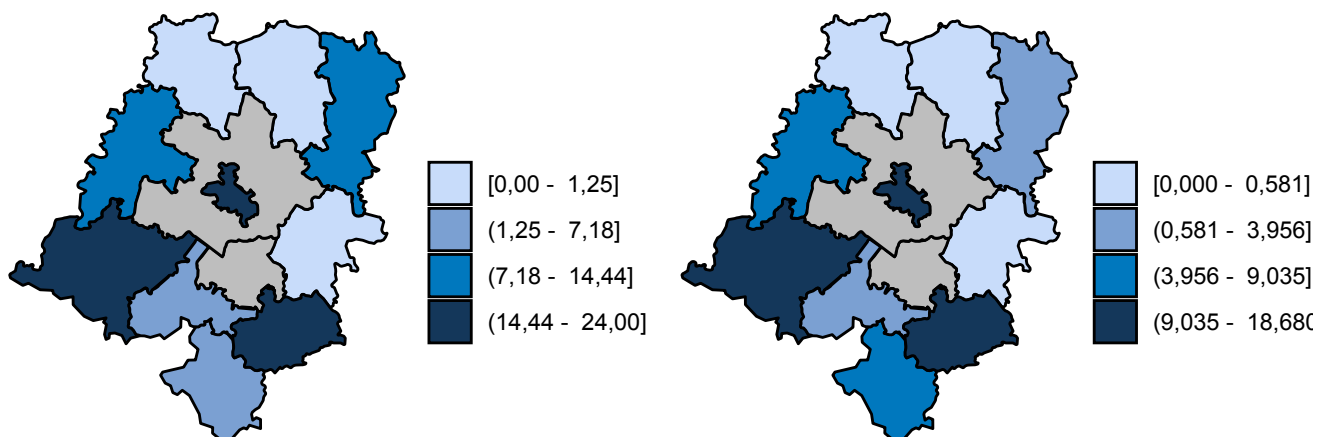 [0,00 - 1,25]
(1,25 - 7,18]
(7,18 - 14,44]
(14,44 - 24,00]
[0,000 - 0,581]
(0,581 - 3,956]
(3,956 - 9,035]
(9,035 - 18,680